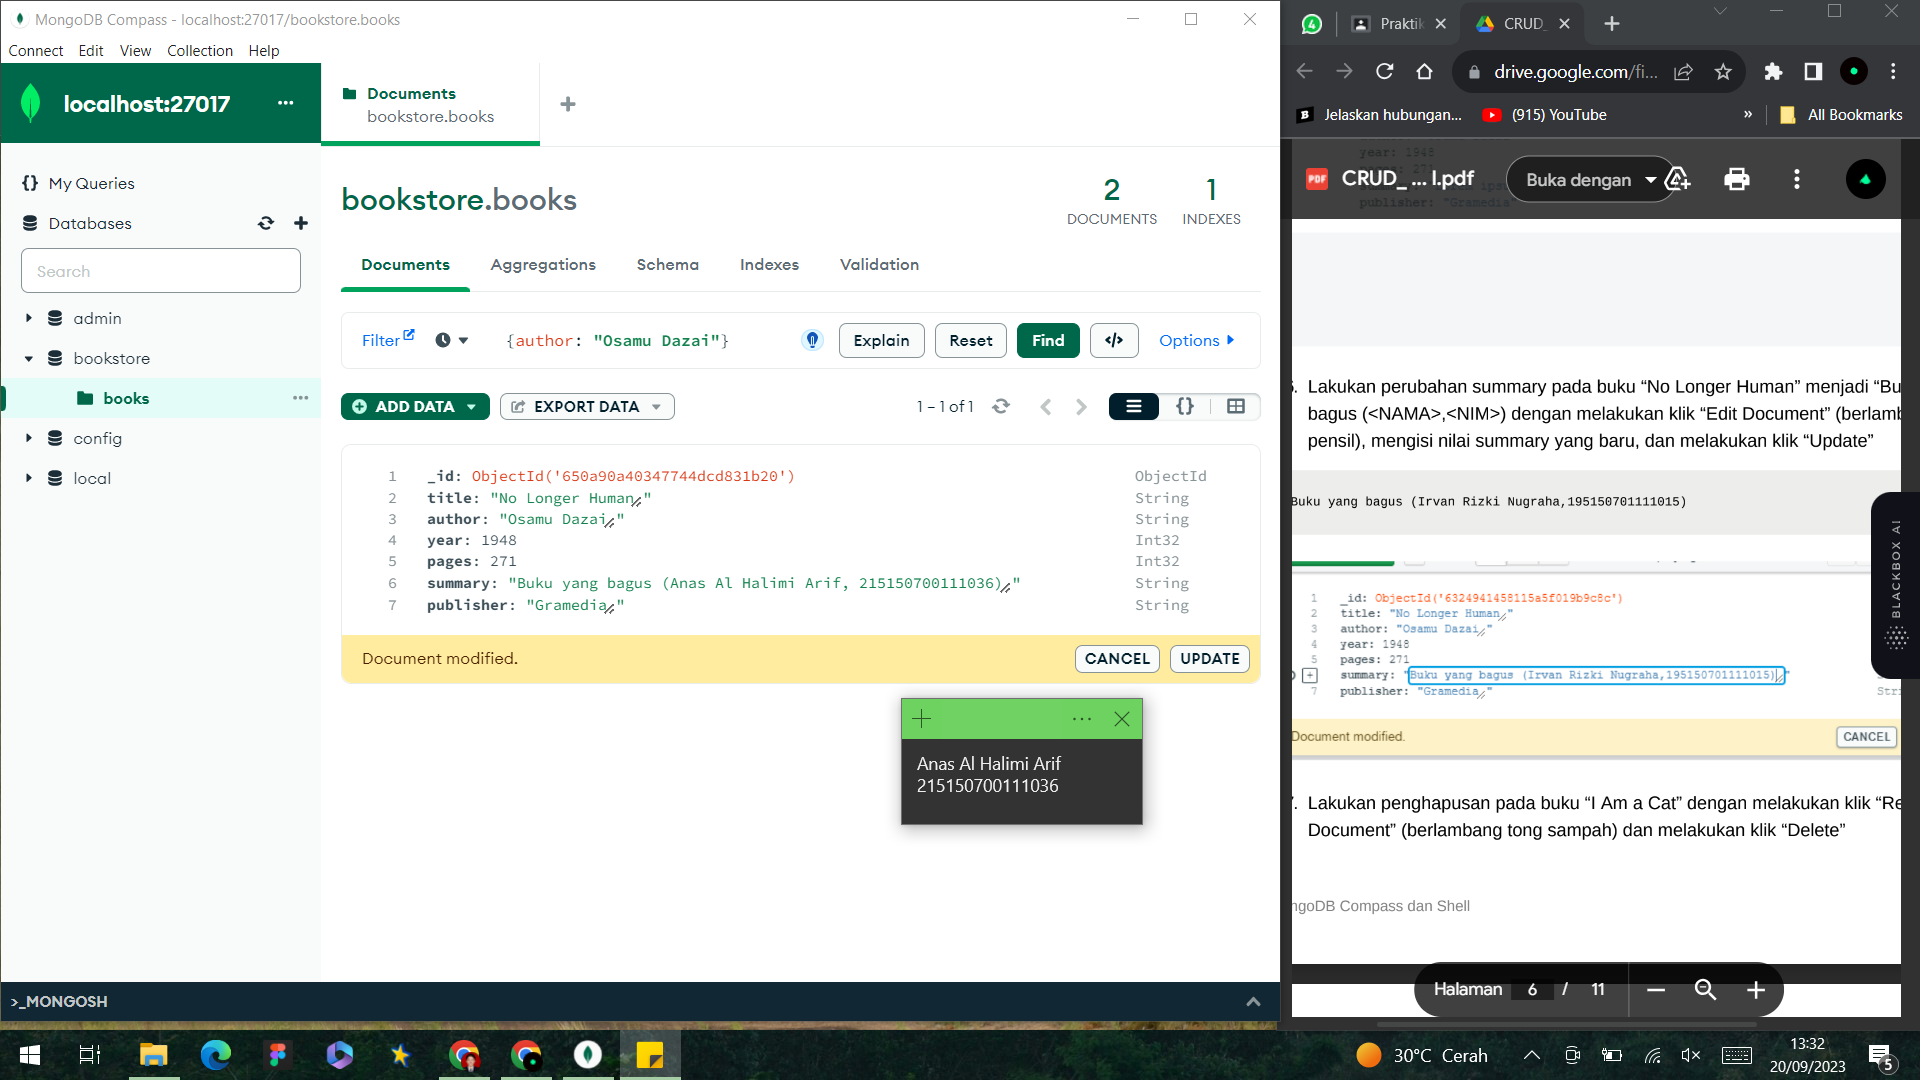 MongoDB Compass - localhost:27017/bookstore.books
Connect Edit View Collection Help
localhost:27017
Documents
bookstore.books
My Queries
Databases
Search
admin
bookstore
books
config
local
bookstore.books
2
DOCUMENTS
1
INDEXES
Documents Aggregations Schema Indexes Validation
Filter {author: "Osamu Dazai"} Explain Reset Find </> Options
ADD DATA EXPORT DATA 1 – 1 of 1 {}
1 _id: ObjectId('650a90a40347744dcd831b20') ObjectId
2 title: "No Longer Human" String
3 author: "Osamu Dazai" String
4 year: 1948 Int32
5 pages: 271 Int32
6 summary: "Buku yang bagus (Anas Al Halimi Arif, 215150700111036)" String
7 publisher: "Gramedia" String
Document modified. CANCEL UPDATE
Anas Al Halimi Arif
215150700111036
>_MONGOSH
4 Praktik CRUD_
drive.google.com/fi...
Jelaskan hubungan... (915) YouTube » All Bookmarks
year: 1948
PDF CRUD_ ... l.pdf Buka dengan
publisher: "Gramedia"
Lakukan perubahan summary pada buku “No Longer Human” menjadi “Bu
bagus (<NAMA>,<NIM>) dengan melakukan klik “Edit Document” (berlamb
pensil), mengisi nilai summary yang baru, dan melakukan klik “Update”
Buku yang bagus (Irvan Rizki Nugraha,195150701111015)
BLACKBOX AI
1 _id: ObjectId('6324941458115a5f019b9c8c')
2 title: "No Longer Human"
3 author: "Osamu Dazai"
4 year: 1948
5 pages: 271
summary: "Buku yang bagus (Irvan Rizki Nugraha,195150701111015)"
7 publisher: "Gramedia" Stri
Document modified. CANCEL
7. Lakukan penghapusan pada buku “I Am a Cat” dengan melakukan klik “Re
Document” (berlambang tong sampah) dan melakukan klik “Delete”
ngoDB Compass dan Shell
Halaman 6 / 11
30°C Cerah
13:32
20/09/2023
5